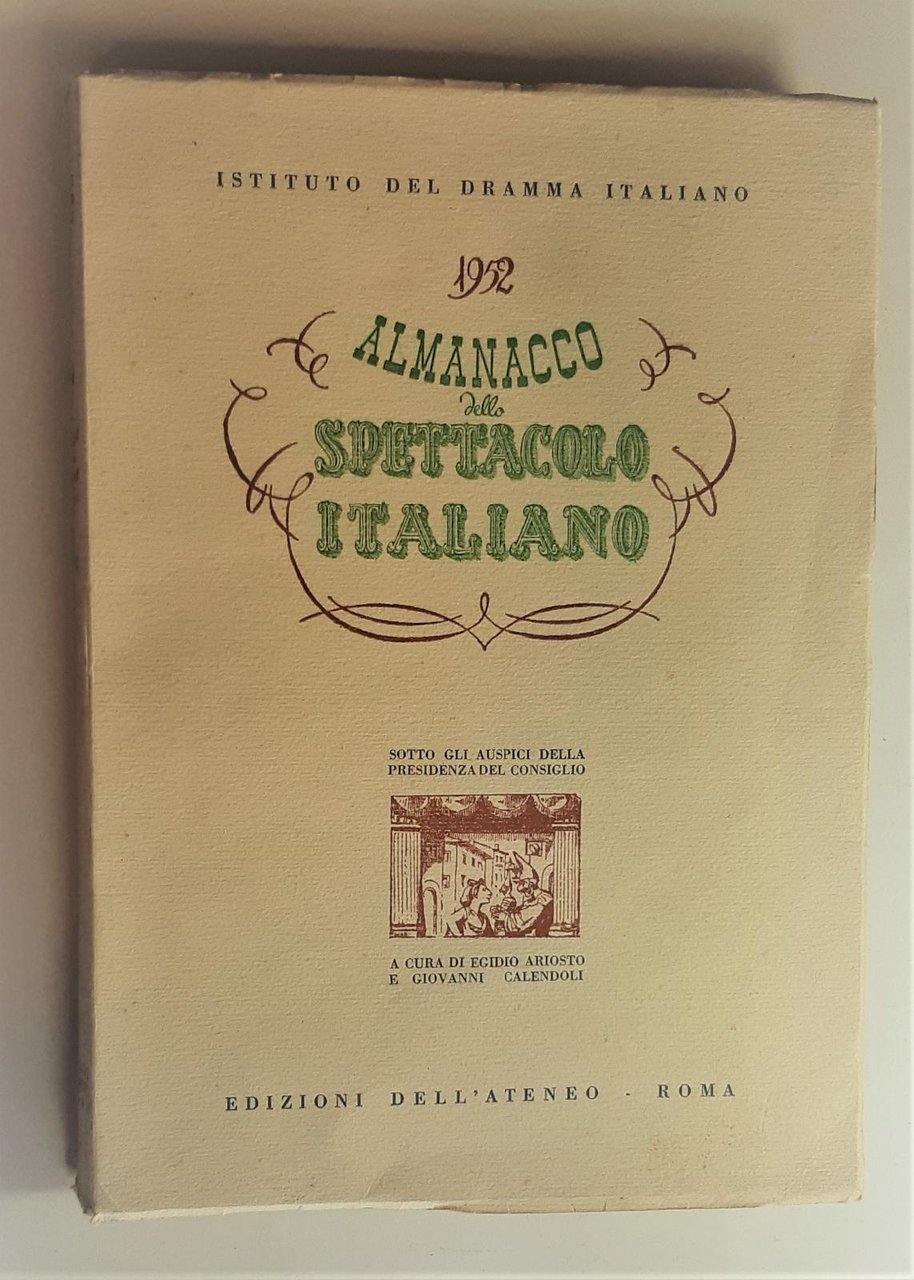 ISTITUTO DEL DRAMMA ITALIANO
1952
ALMANACCO
dello
SPETTACOLO
ITALIANO
SOTTO GLI AUSPICI DELLA
PRESIDENZA DEL CONSIGLIO
A CURA DI EGIDIO ARIOSTO
E GIOVANNI CALENDOLI
EDIZIONI DELL'ATENEO - ROMA